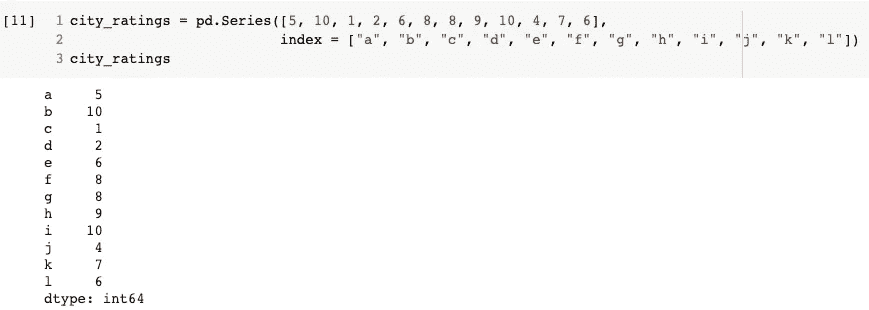 [11] 1 city_ratings = pd.Series([5, 10, 1, 2, 6, 8, 8, 9, 10, 4, 7, 6],
2 index = ["a", "b", "c", "d", "e", "f", "g", "h", "i", "j", "k", "l"])
3 city_ratings
a 5
b 10
c 1
d 2
e 6
f 8
g 8
h 9
i 10
j 4
k 7
l 6
dtype: int64